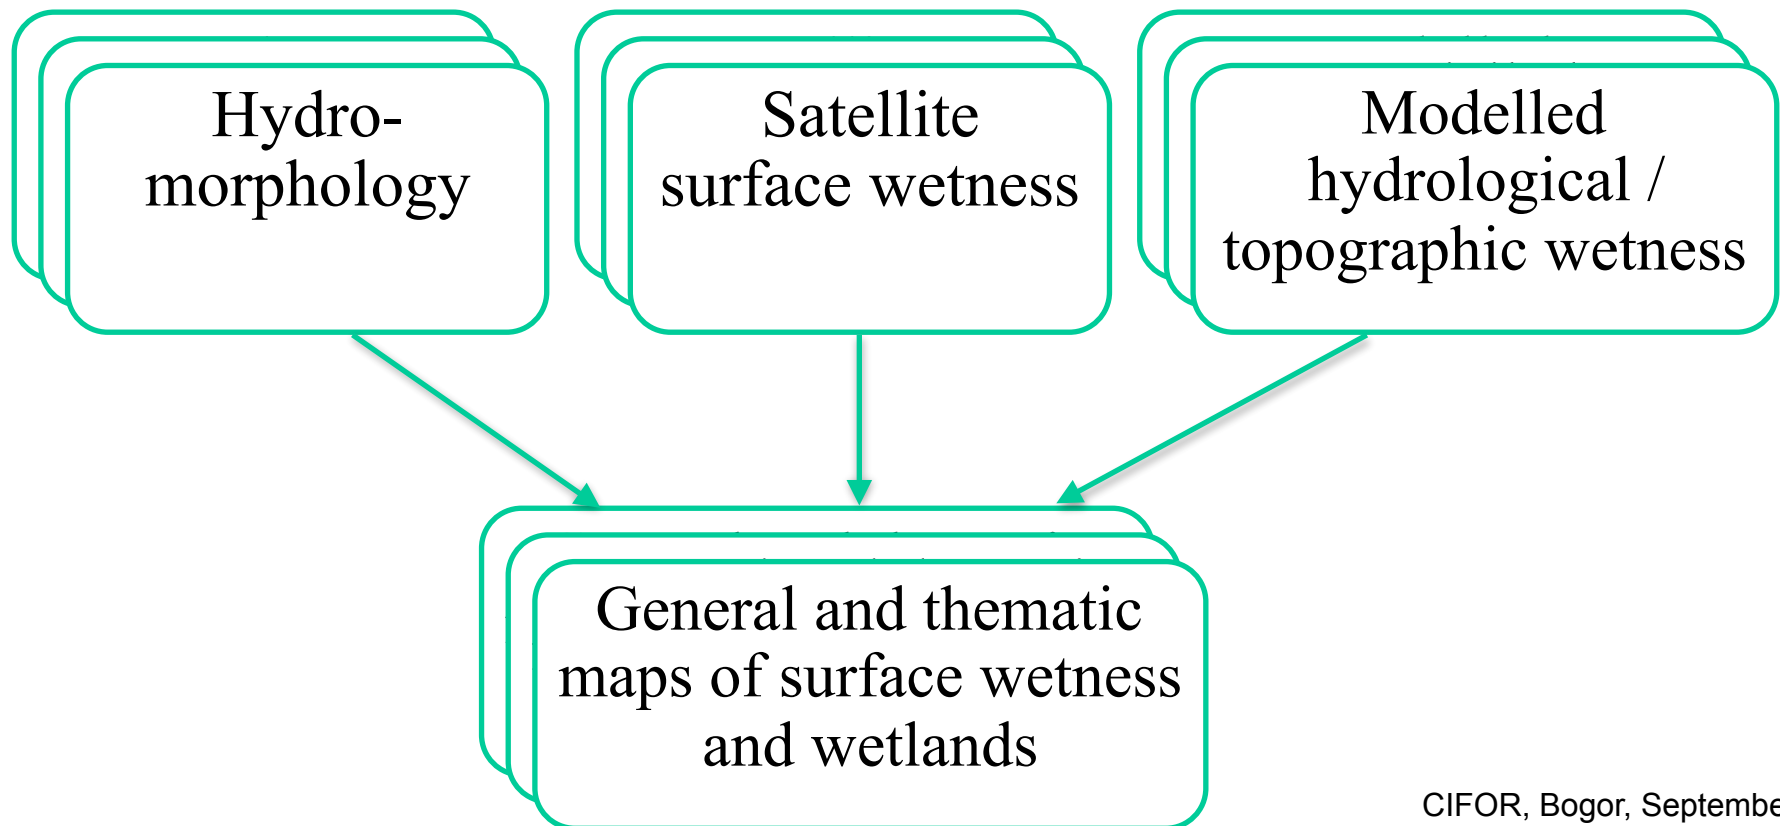 Hydro-
morphology
Satellite
surface wetness
Modelled
hydrological /
topographic wetness
General and thematic
maps of surface wetness
and wetlands
CIFOR, Bogor, Septembe